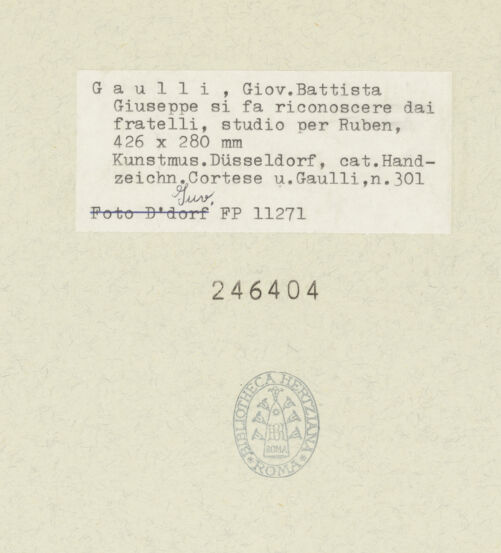 G a u l l i , Giov.Battista
Giuseppe si fa riconoscere dai
fratelli, studio per Ruben,
426 x 280 mm
Kunstmus.Düsseldorf, cat.Hand-
zeichn.Cortese u.Gaulli,n.301
Foto D'dorf FP 11271
246404
BIBLIOTHECA HERTZIANA
ROMA
ROMA